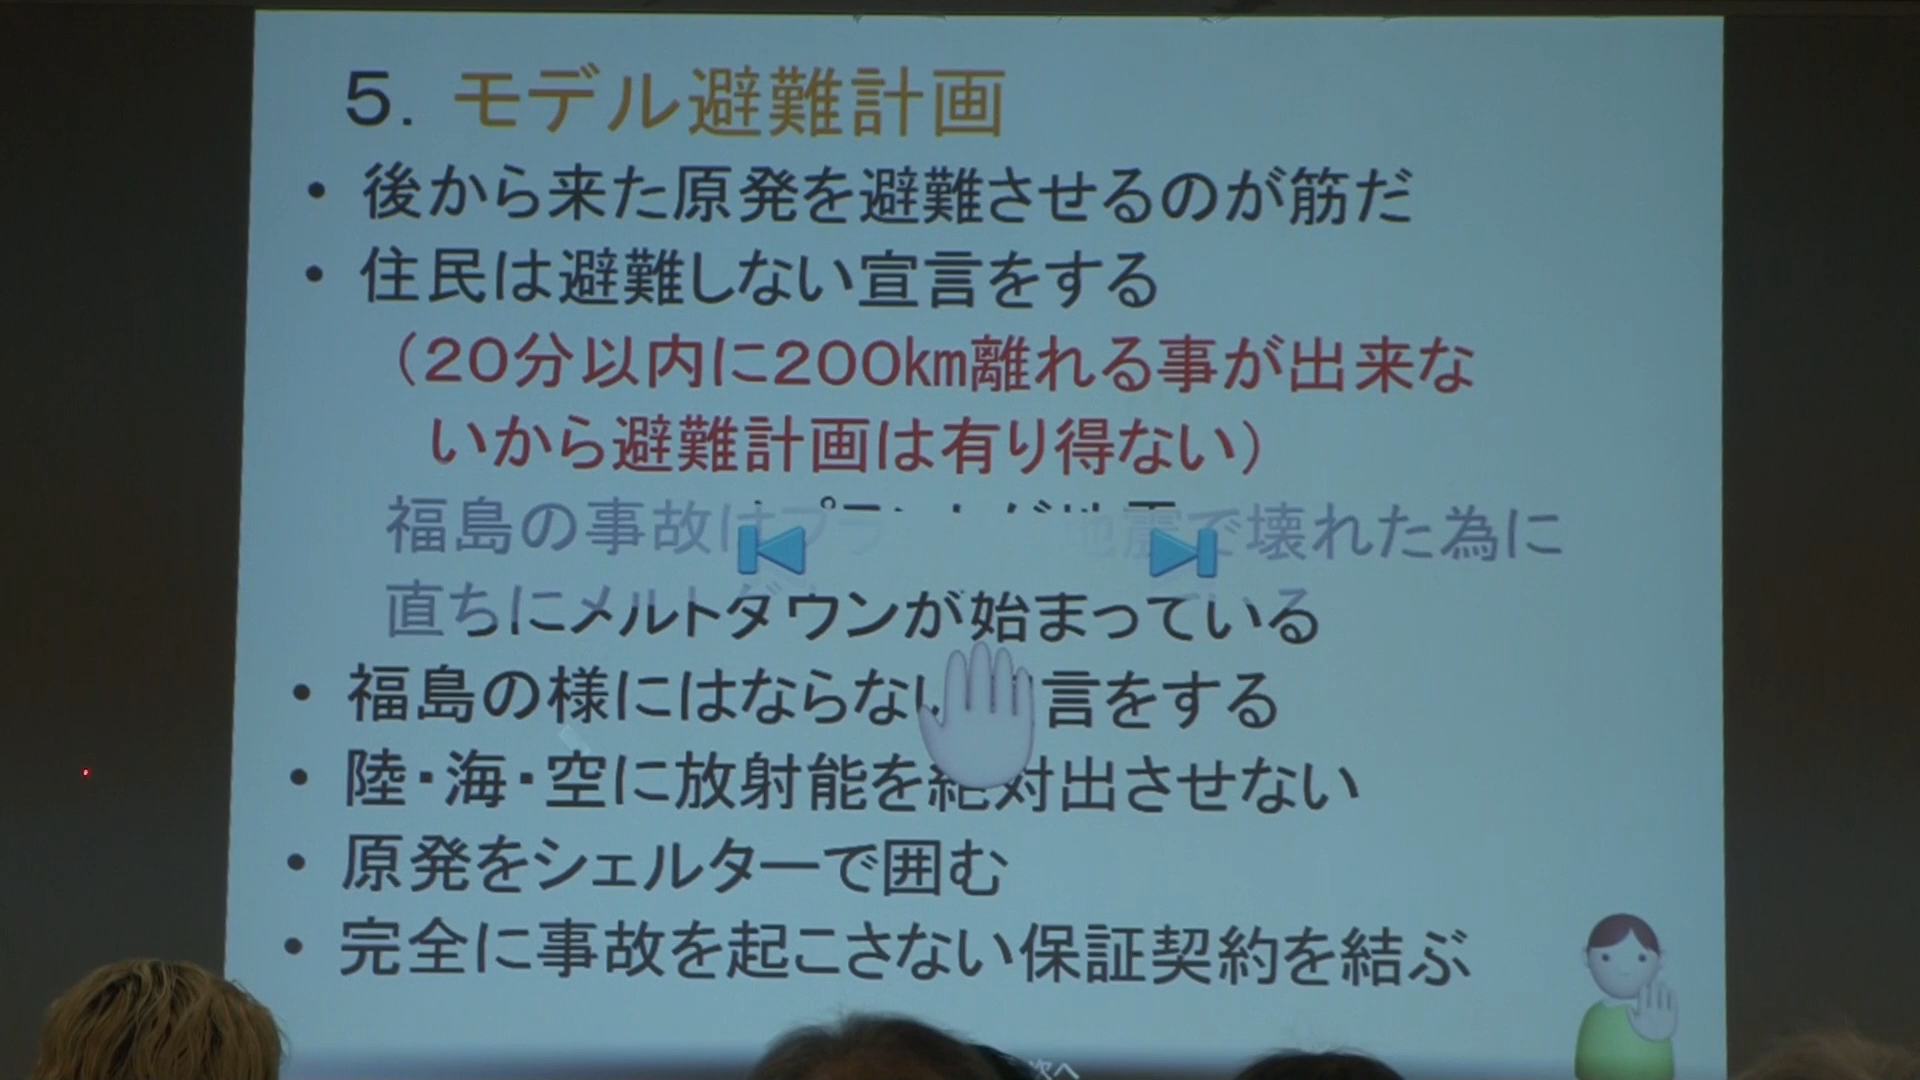 5. モデル避難計画
• 後から来た原発を避難させるのが筋だ
• 住民は避難しない宣言をする
（20分以内に200km離れる事が出来な
いから避難計画は有り得ない）
福島の事故はプラ 地震で壊れた為に
直ちにメルトダウンが始まっている
• 福島の様にはならない 言をする
• 陸・海・空に放射能を絶対出させない
• 原発をシェルターで囲む
• 完全に事故を起こさない保証契約を結ぶ
次へ